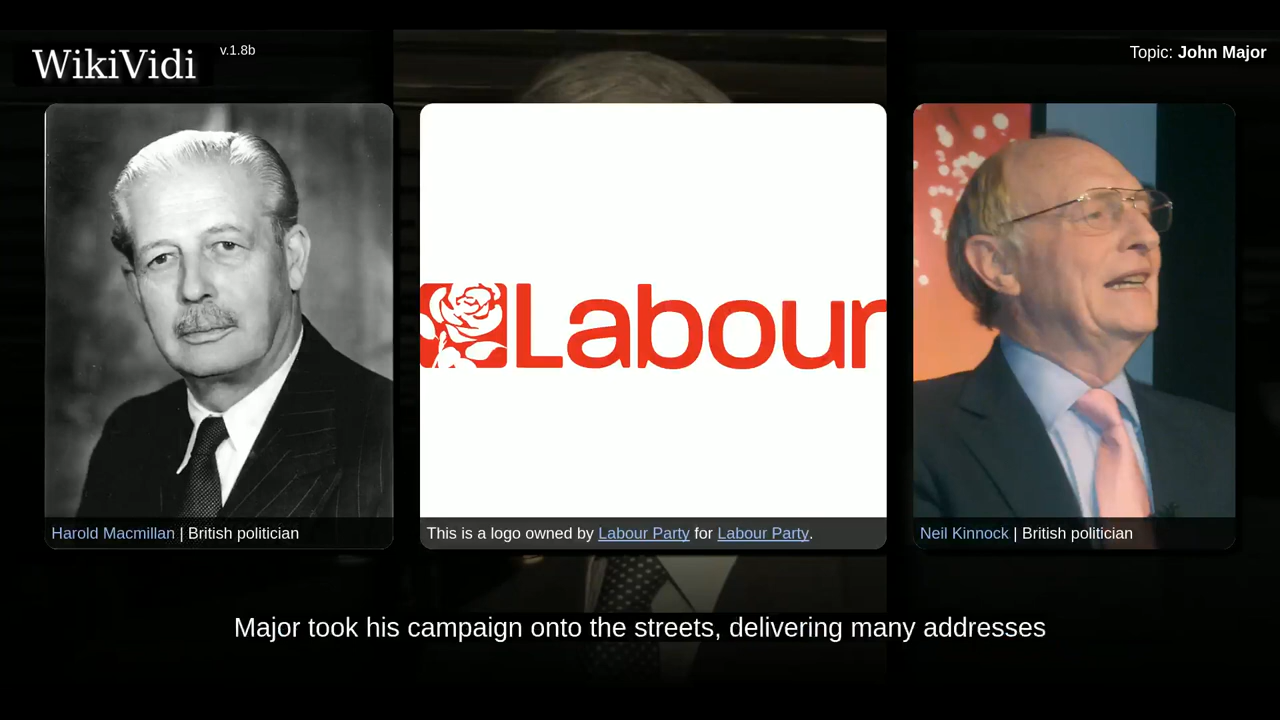 WikiVidi
v.1.8b
Topic: John Major
Labour
Harold Macmillan | British politician
This is a logo owned by Labour Party for Labour Party.
Neil Kinnock | British politician
Major took his campaign onto the streets, delivering many addresses